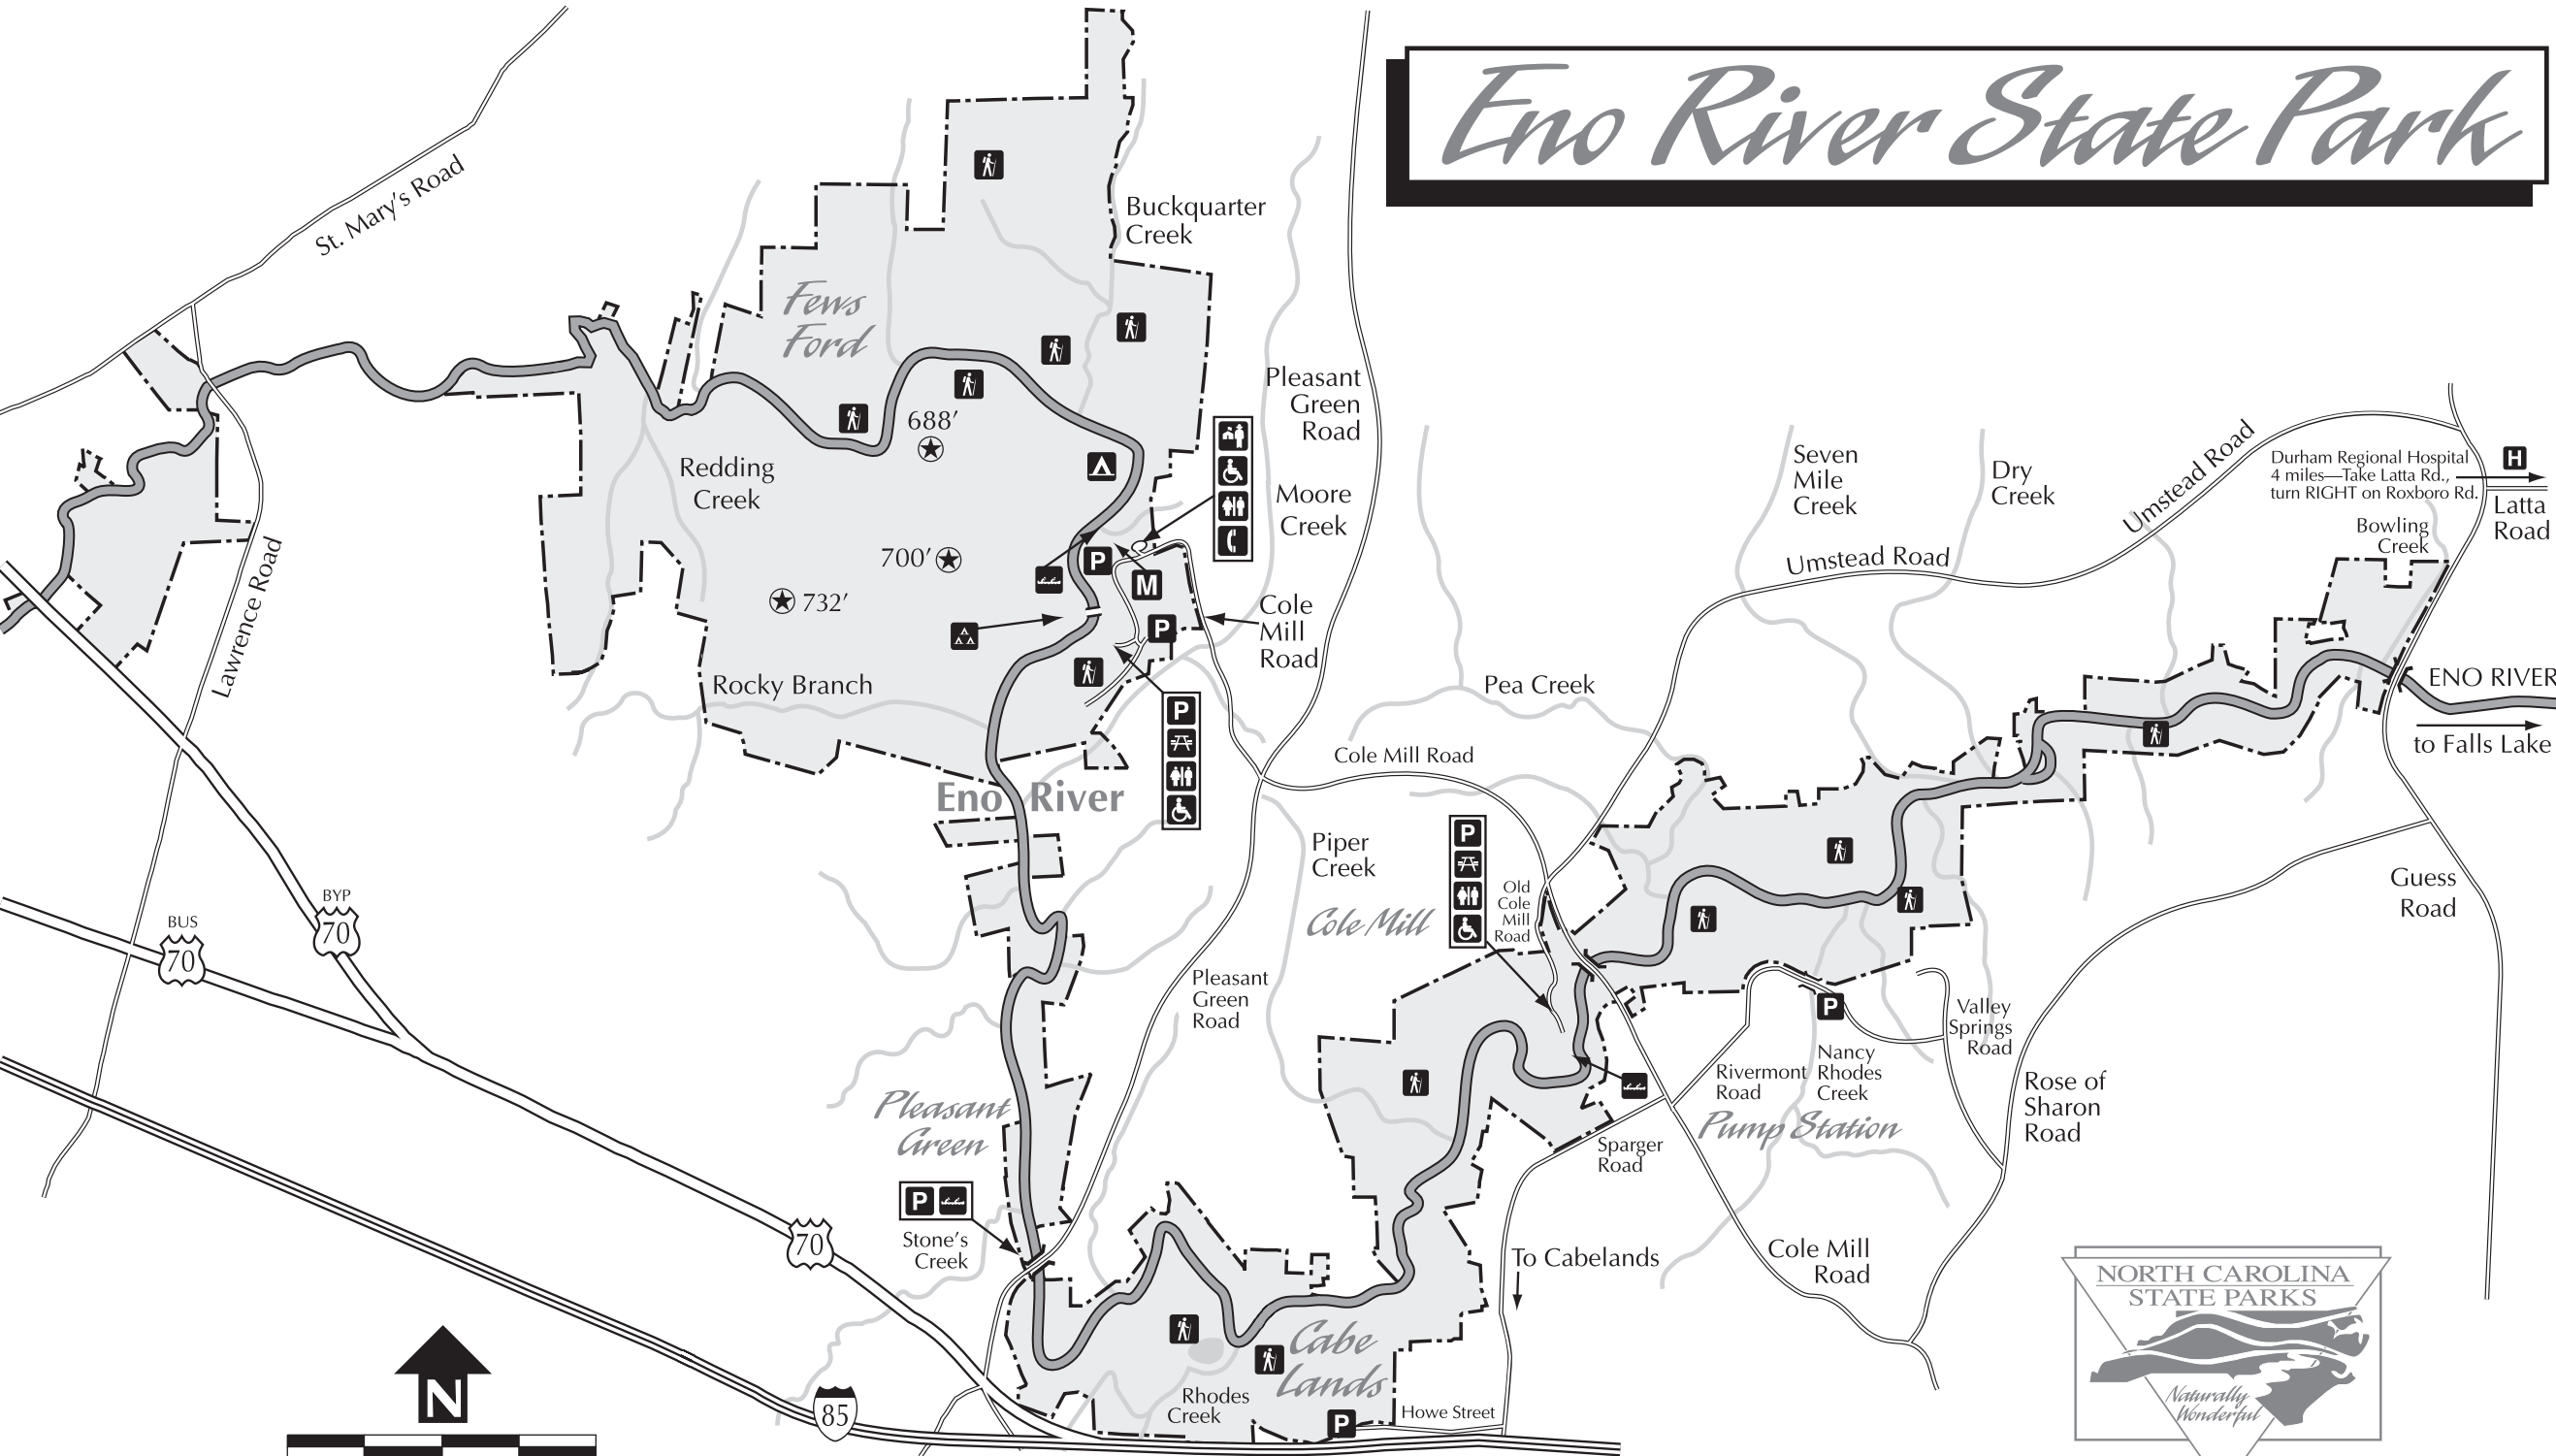 Eno River State Park
St. Mary's Road
Buckquarter
Creek
Fews
Ford
Pleasant
Green
Road
688'
Redding
Creek
Moore
Creek
700'
P
M
732'
Cole
Mill
Road
P
Lawrence Road
Rocky Branch
P
Eno River
Seven
Mile
Creek
Dry
Creek
Umstead Road
Umstead Road
Durham Regional Hospital
4 miles—Take Latta Rd.,
turn RIGHT on Roxboro Rd.
H
Latta
Road
Bowling
Creek
Pea Creek
ENO RIVER
to Falls Lake
Cole Mill Road
Piper
Creek
P
Old
Cole
Mill
Road
Cole Mill
Guess
Road
BYP
70
BUS
70
Pleasant
Green
Road
P
Valley
Springs
Road
Nancy
Rhodes
Creek
Rivermont
Road
Rose of
Sharon
Road
Pump Station
Pleasant
Green
Sparger
Road
P
Stone's
Creek
70
To Cabelands
Cole Mill
Road
Cabe
Lands
Rhodes
Creek
P
Howe Street
85
N
NORTH CAROLINA
STATE PARKS
Naturally
Wonderful